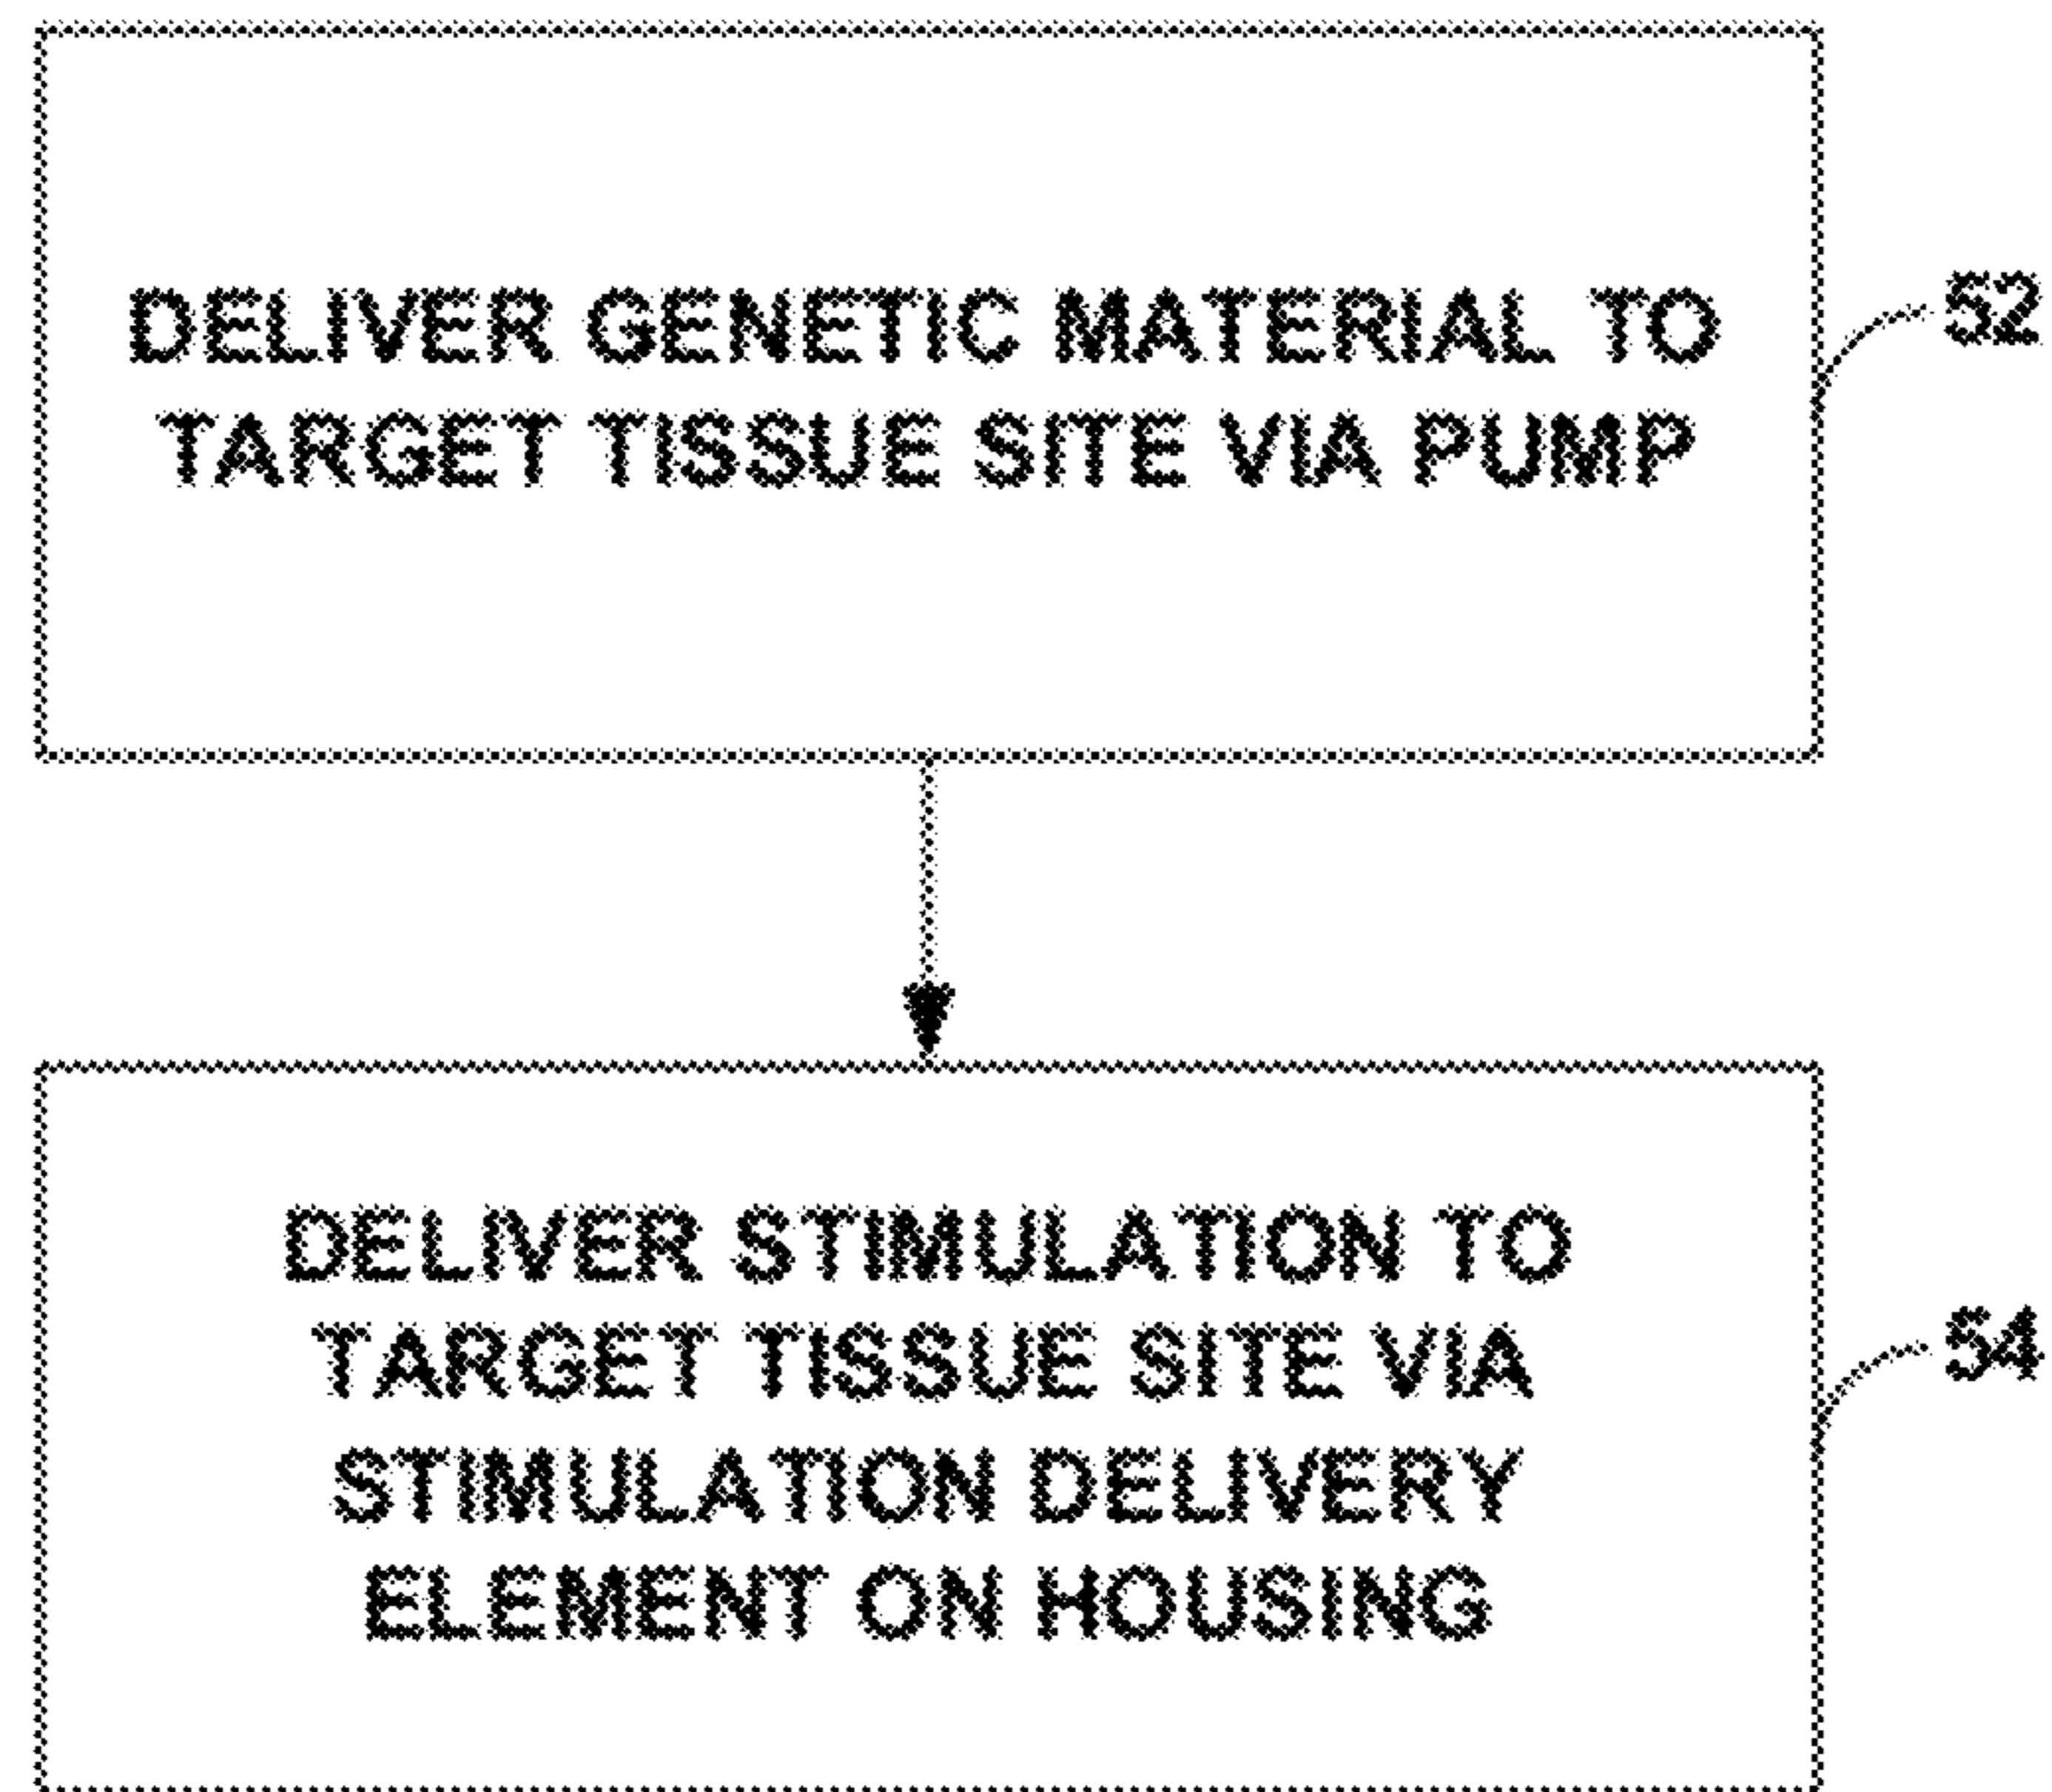 DELIVER GENETIC MATERIAL TO
TARGET TISSUE SITE VIA PUMP
52
DELIVER STIMULATION TO
TARGET TISSUE SITE VIA
STIMULATION DELIVERY
ELEMENT ON HOUSING
54